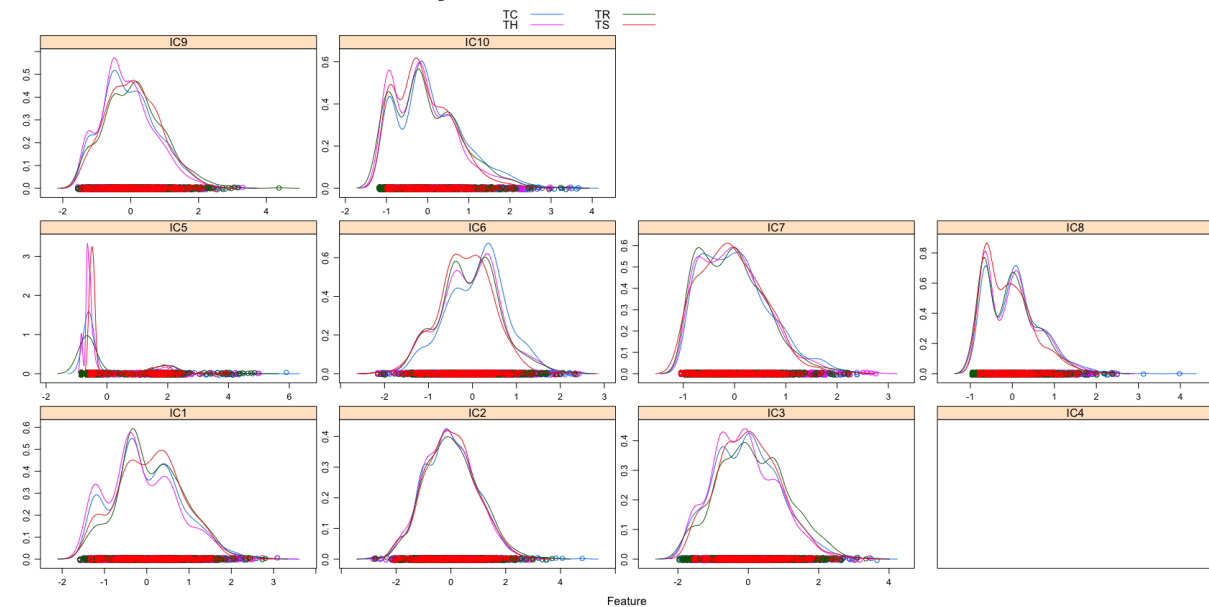 TC TR
TH TS
IC9 IC10
0.0 0.1 0.2 0.3 0.4 0.5
0.0 0.2 0.4 0.6
-2 0 2 4
-2 -1 0 1 2 3 4
IC5 IC6 IC7 IC8
0 1 2 3
0.0 0.2 0.4 0.6
0.0 0.1 0.2 0.3 0.4 0.5 0.6
0.0 0.2 0.4 0.6 0.8
-2 0 2 4 6
-2 -1 0 1 2 3
-1 0 1 2 3
-1 0 1 2 3 4
IC1 IC2 IC3 IC4
0.0 0.1 0.2 0.3 0.4 0.5 0.6
0.0 0.1 0.2 0.3 0.4
0.0 0.1 0.2 0.3 0.4
-2 -1 0 1 2 3
-2 0 2 4
-2 0 2 4
Feature